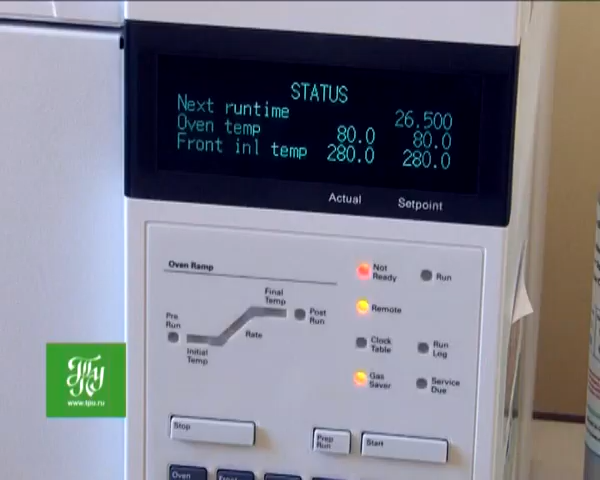 STATUS
Next runtime 26.500
Oven temp 80.0 80.0
Front inl temp 280.0 280.0
Actual Setpoint
Oven Ramp
Not Ready
Run
Final Temp
Remote
Pre Run
Post Run
Rate
Initial Temp
Clock Table
Run Log
Gas Saver
Service Due
ТПУ
www.tpu.ru
Stop
Prep Run
Start
Oven
Front